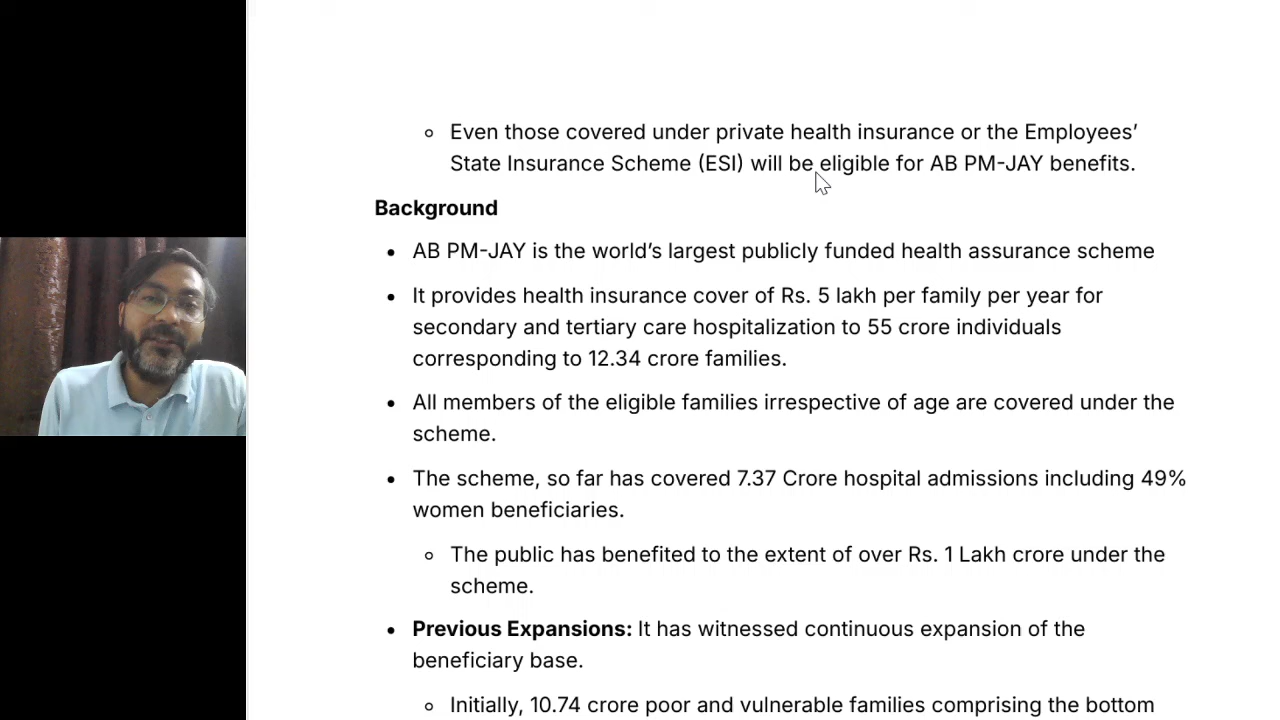 Even those covered under private health insurance or the Employees’
State Insurance Scheme (ESI) will be eligible for AB PM-JAY benefits.
Background
AB PM-JAY is the world’s largest publicly funded health assurance scheme
It provides health insurance cover of Rs. 5 lakh per family per year for
secondary and tertiary care hospitalization to 55 crore individuals
corresponding to 12.34 crore families.
All members of the eligible families irrespective of age are covered under the
scheme.
The scheme, so far has covered 7.37 Crore hospital admissions including 49%
women beneficiaries.
The public has benefited to the extent of over Rs. 1 Lakh crore under the
scheme.
Previous Expansions: It has witnessed continuous expansion of the
beneficiary base.
Initially, 10.74 crore poor and vulnerable families comprising the bottom